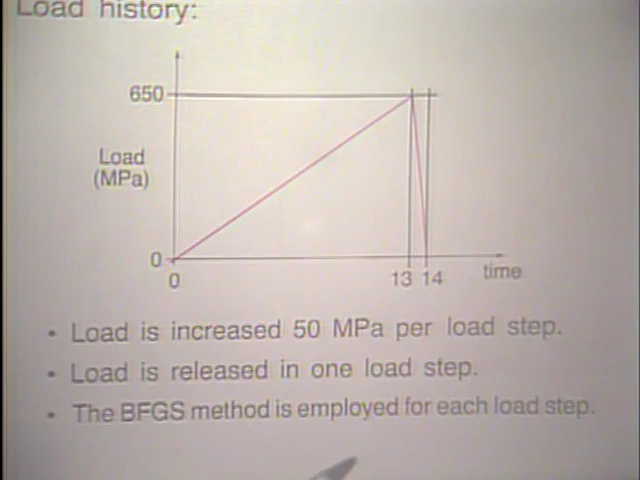 Load history:
650
Load
(MPa)
0
0
13 14
time
• Load is increased 50 MPa per load step.
• Load is released in one load step.
• The BFGS method is employed for each load step.